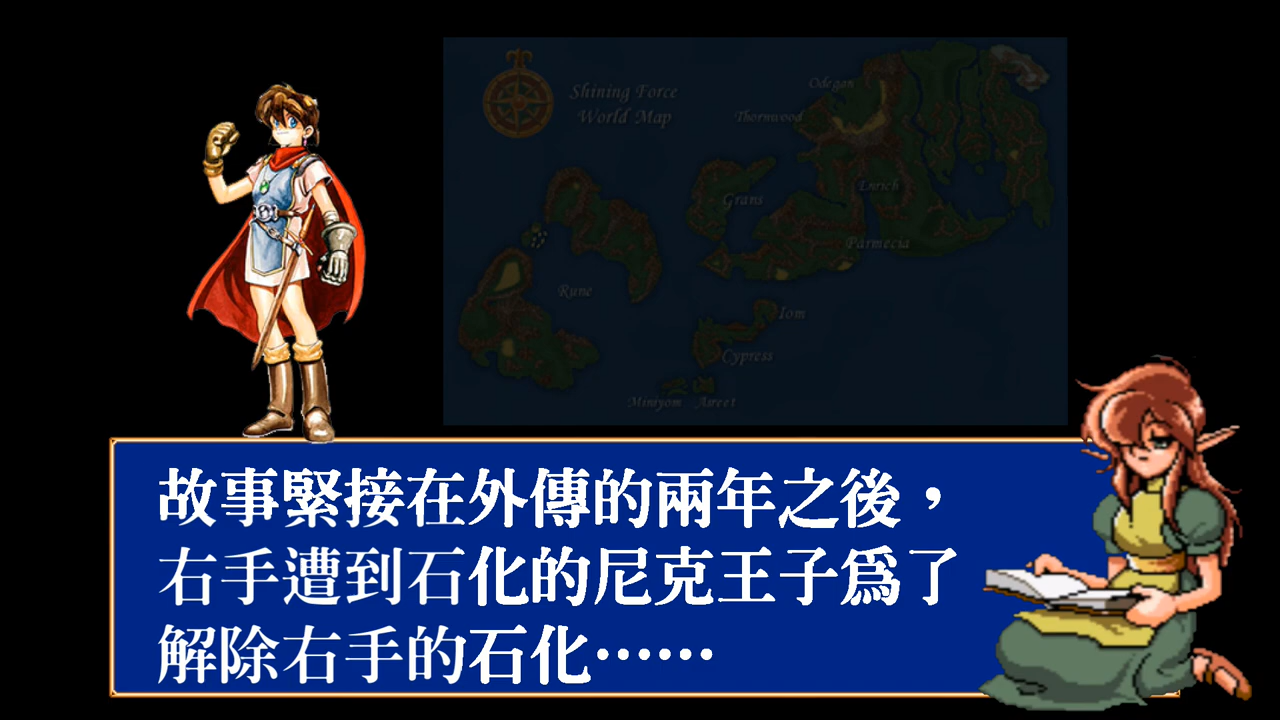 Shining Force
World Map
Odegan
Thornwood
Enrich
Grans
Parmecia
Rune
Iom
Cypress
Miniyom
故事緊接在外傳的兩年之後，
右手遭到石化的尼克王子爲了
解除右手的石化……